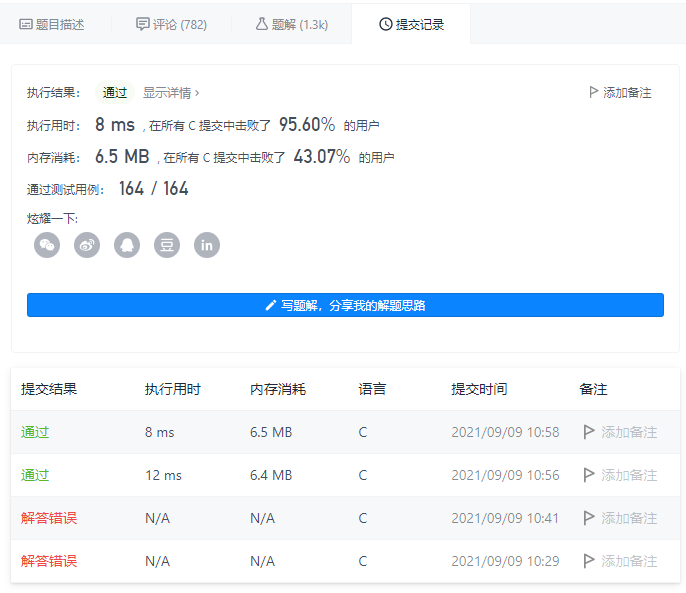 题目描述 评论 (782) 题解 (1.3k) 提交记录
执行结果： 通过 显示详情 › 添加备注
执行用时： 8 ms , 在所有 C 提交中击败了 95.60% 的用户
内存消耗： 6.5 MB , 在所有 C 提交中击败了 43.07% 的用户
通过测试用例： 164 / 164
炫耀一下:
豆 in
写题解，分享我的解题思路
提交结果 执行用时 内存消耗 语言 提交时间 备注
通过 8 ms 6.5 MB C 2021/09/09 10:58 添加备注
通过 12 ms 6.4 MB C 2021/09/09 10:56 添加备注
解答错误 N/A N/A C 2021/09/09 10:41 添加备注
解答错误 N/A N/A C 2021/09/09 10:29 添加备注